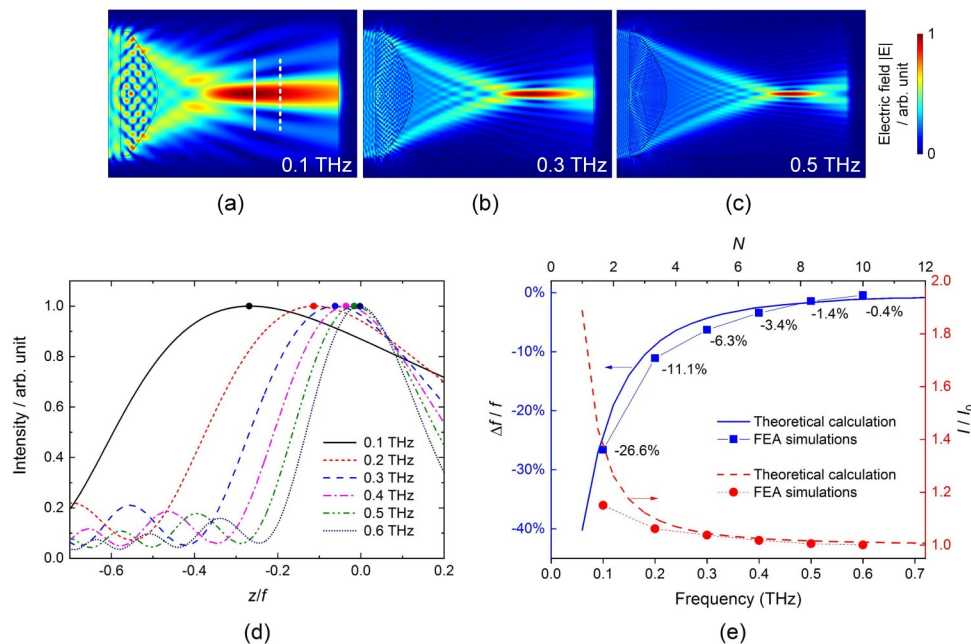 0.1 THz
0.3 THz
0.5 THz
1
0
Electric field |E|
/ arb. unit
(a)
(b)
(c)
1.0
0.8
0.6
0.4
0.2
0.0
Intensity / arb. unit
0.1 THz
0.2 THz
0.3 THz
0.4 THz
0.5 THz
0.6 THz
-0.6
-0.4
-0.2
0.0
0.2
z/f
(d)
N
0
2
4
6
8
10
12
0%
-10%
-20%
-30%
-40%
Δf / f
2.0
1.8
1.6
1.4
1.2
1.0
I / I₀
-26.6%
-11.1%
-6.3%
-3.4%
-1.4%
-0.4%
Theoretical calculation
FEA simulations
Theoretical calculation
FEA simulations
0.0
0.1
0.2
0.3
0.4
0.5
0.6
0.7
Frequency (THz)
(e)